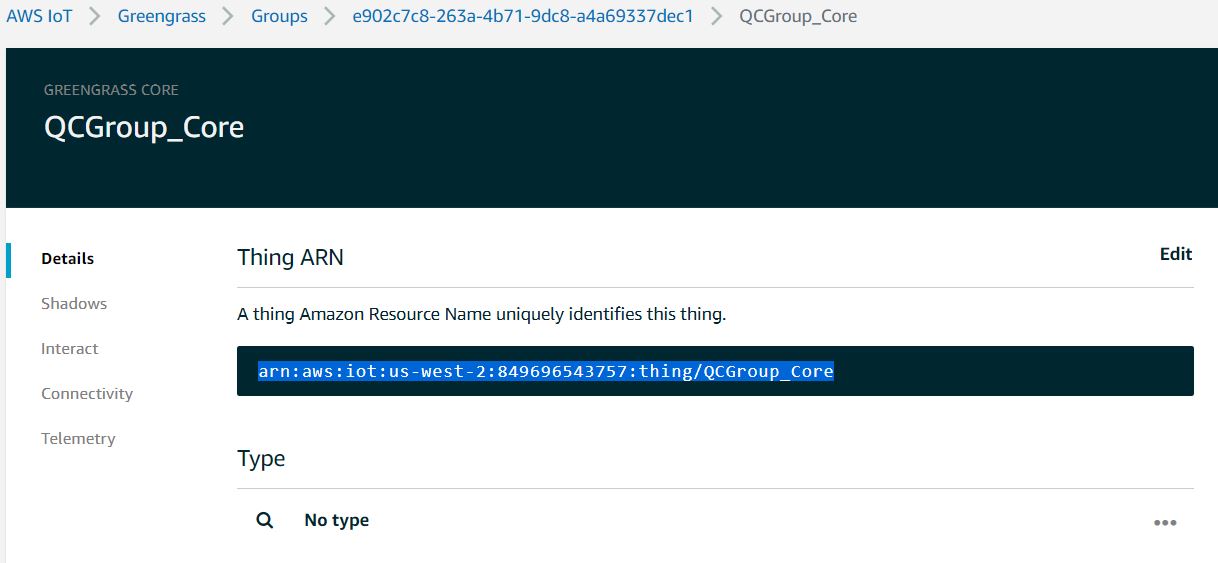 AWS IoT > Greengrass > Groups > e902c7c8-263a-4b71-9dc8-a4a69337dec1 > QCGroup_Core
GREENGRASS CORE
QCGroup_Core
Details
Shadows
Interact
Connectivity
Telemetry
Thing ARN
Edit
A thing Amazon Resource Name uniquely identifies this thing.
arn:aws:iot:us-west-2:849696543757:thing/QCGroup_Core
Type
No type